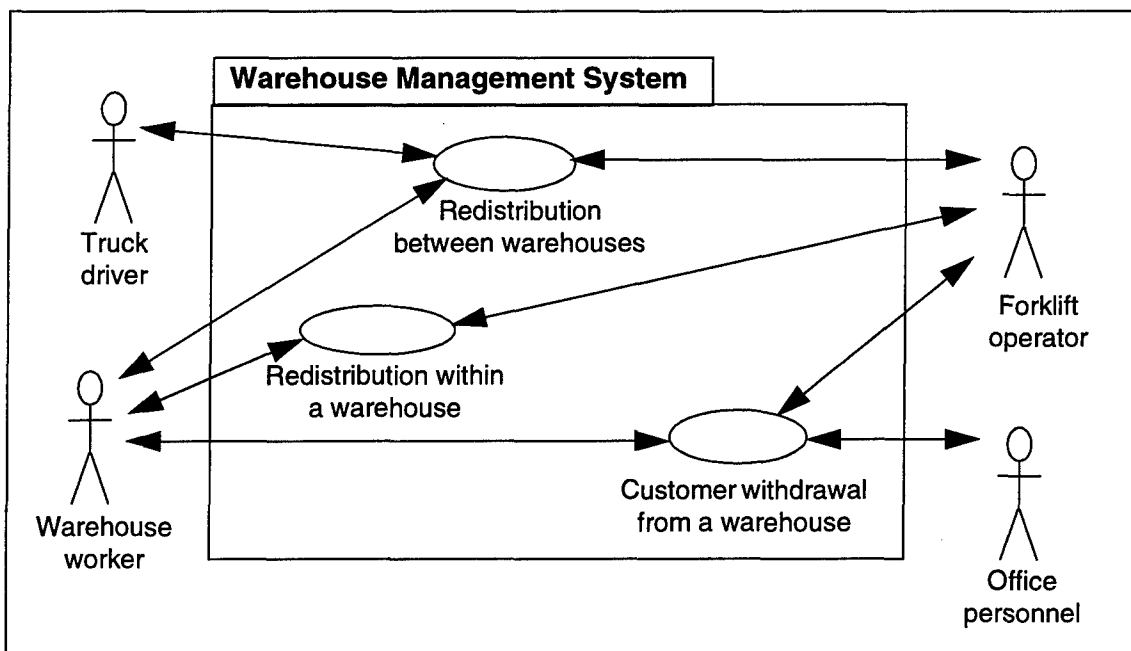 Warehouse Management System
Truck
driver
Redistribution
between warehouses
Forklift
operator
Redistribution within
a warehouse
Warehouse
worker
Customer withdrawal
from a warehouse
Office
personnel